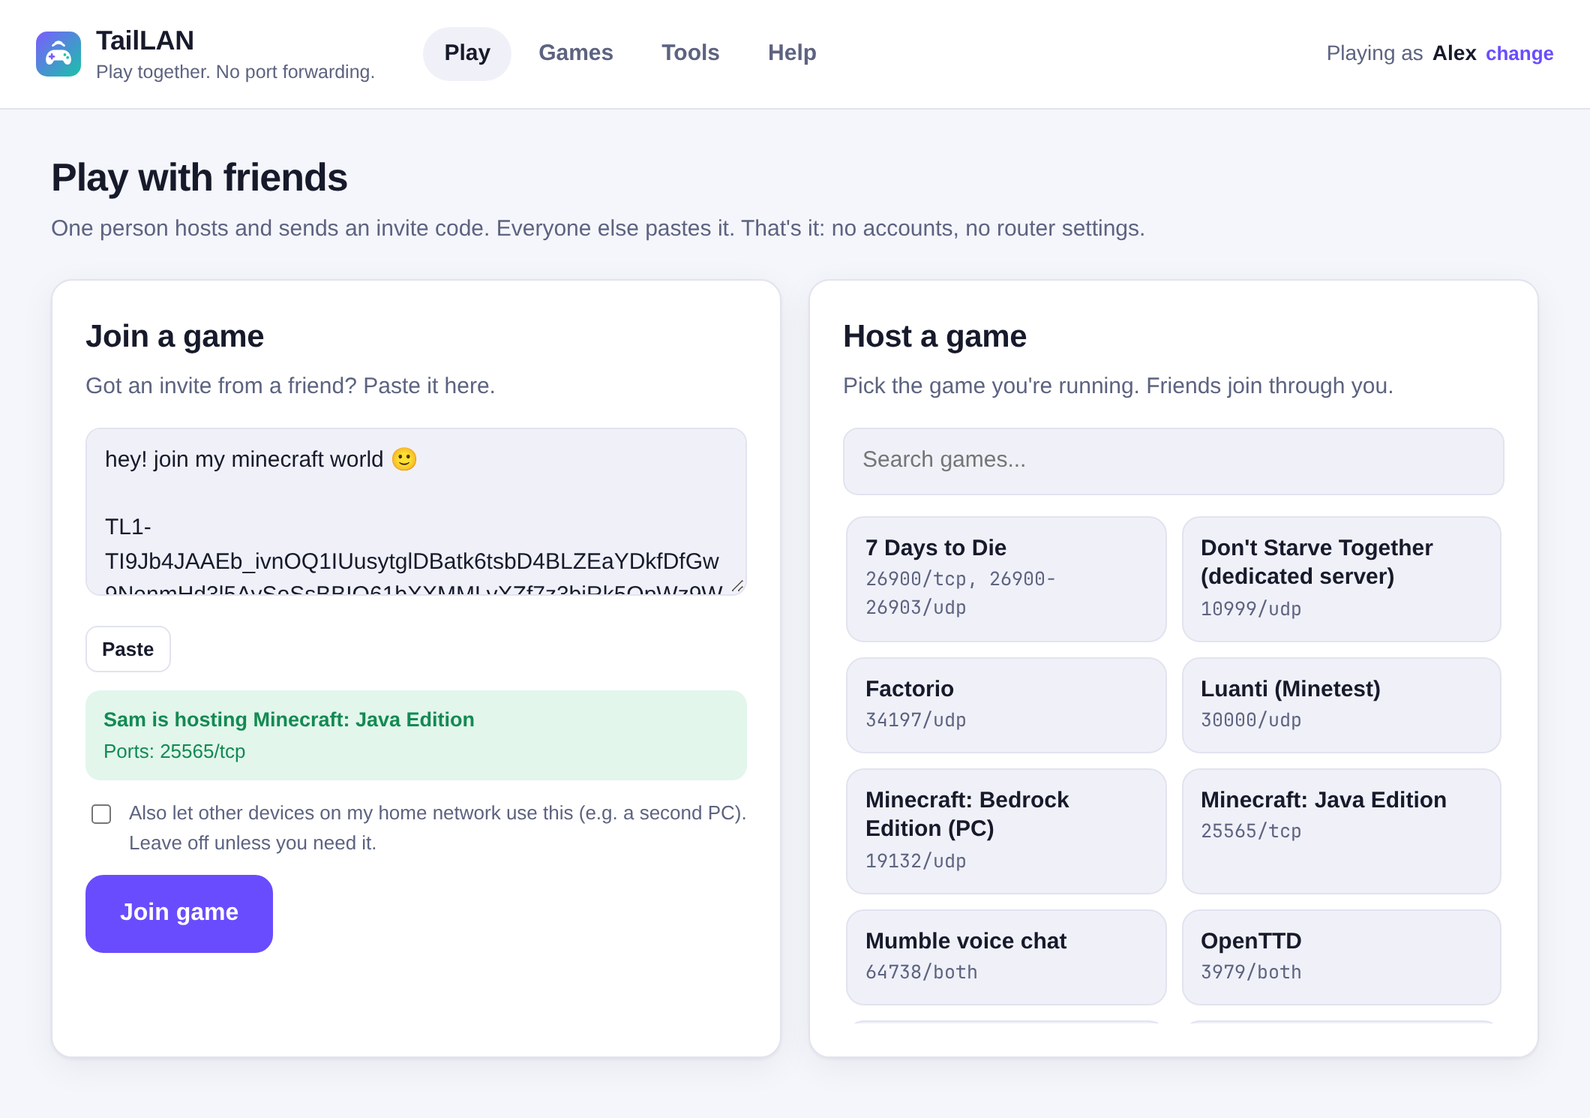 TailLAN
Play together. No port forwarding.
Play
Games
Tools
Help
Playing as Alex change
Play with friends
One person hosts and sends an invite code. Everyone else pastes it. That's it: no accounts, no router settings.
Join a game
Got an invite from a friend? Paste it here.
hey! join my minecraft world 🙂
TL1-
TI9Jb4JAAEb_ivnOQ1IUusytglDBatk6tsbD4BLZEaYDkfDfGw
Paste
Sam is hosting Minecraft: Java Edition
Ports: 25565/tcp
Also let other devices on my home network use this (e.g. a second PC).
Leave off unless you need it.
Join game
Host a game
Pick the game you're running. Friends join through you.
Search games...
7 Days to Die
26900/tcp, 26900-
26903/udp
Don't Starve Together
(dedicated server)
10999/udp
Factorio
34197/udp
Luanti (Minetest)
30000/udp
Minecraft: Bedrock
Edition (PC)
19132/udp
Minecraft: Java Edition
25565/tcp
Mumble voice chat
64738/both
OpenTTD
3979/both